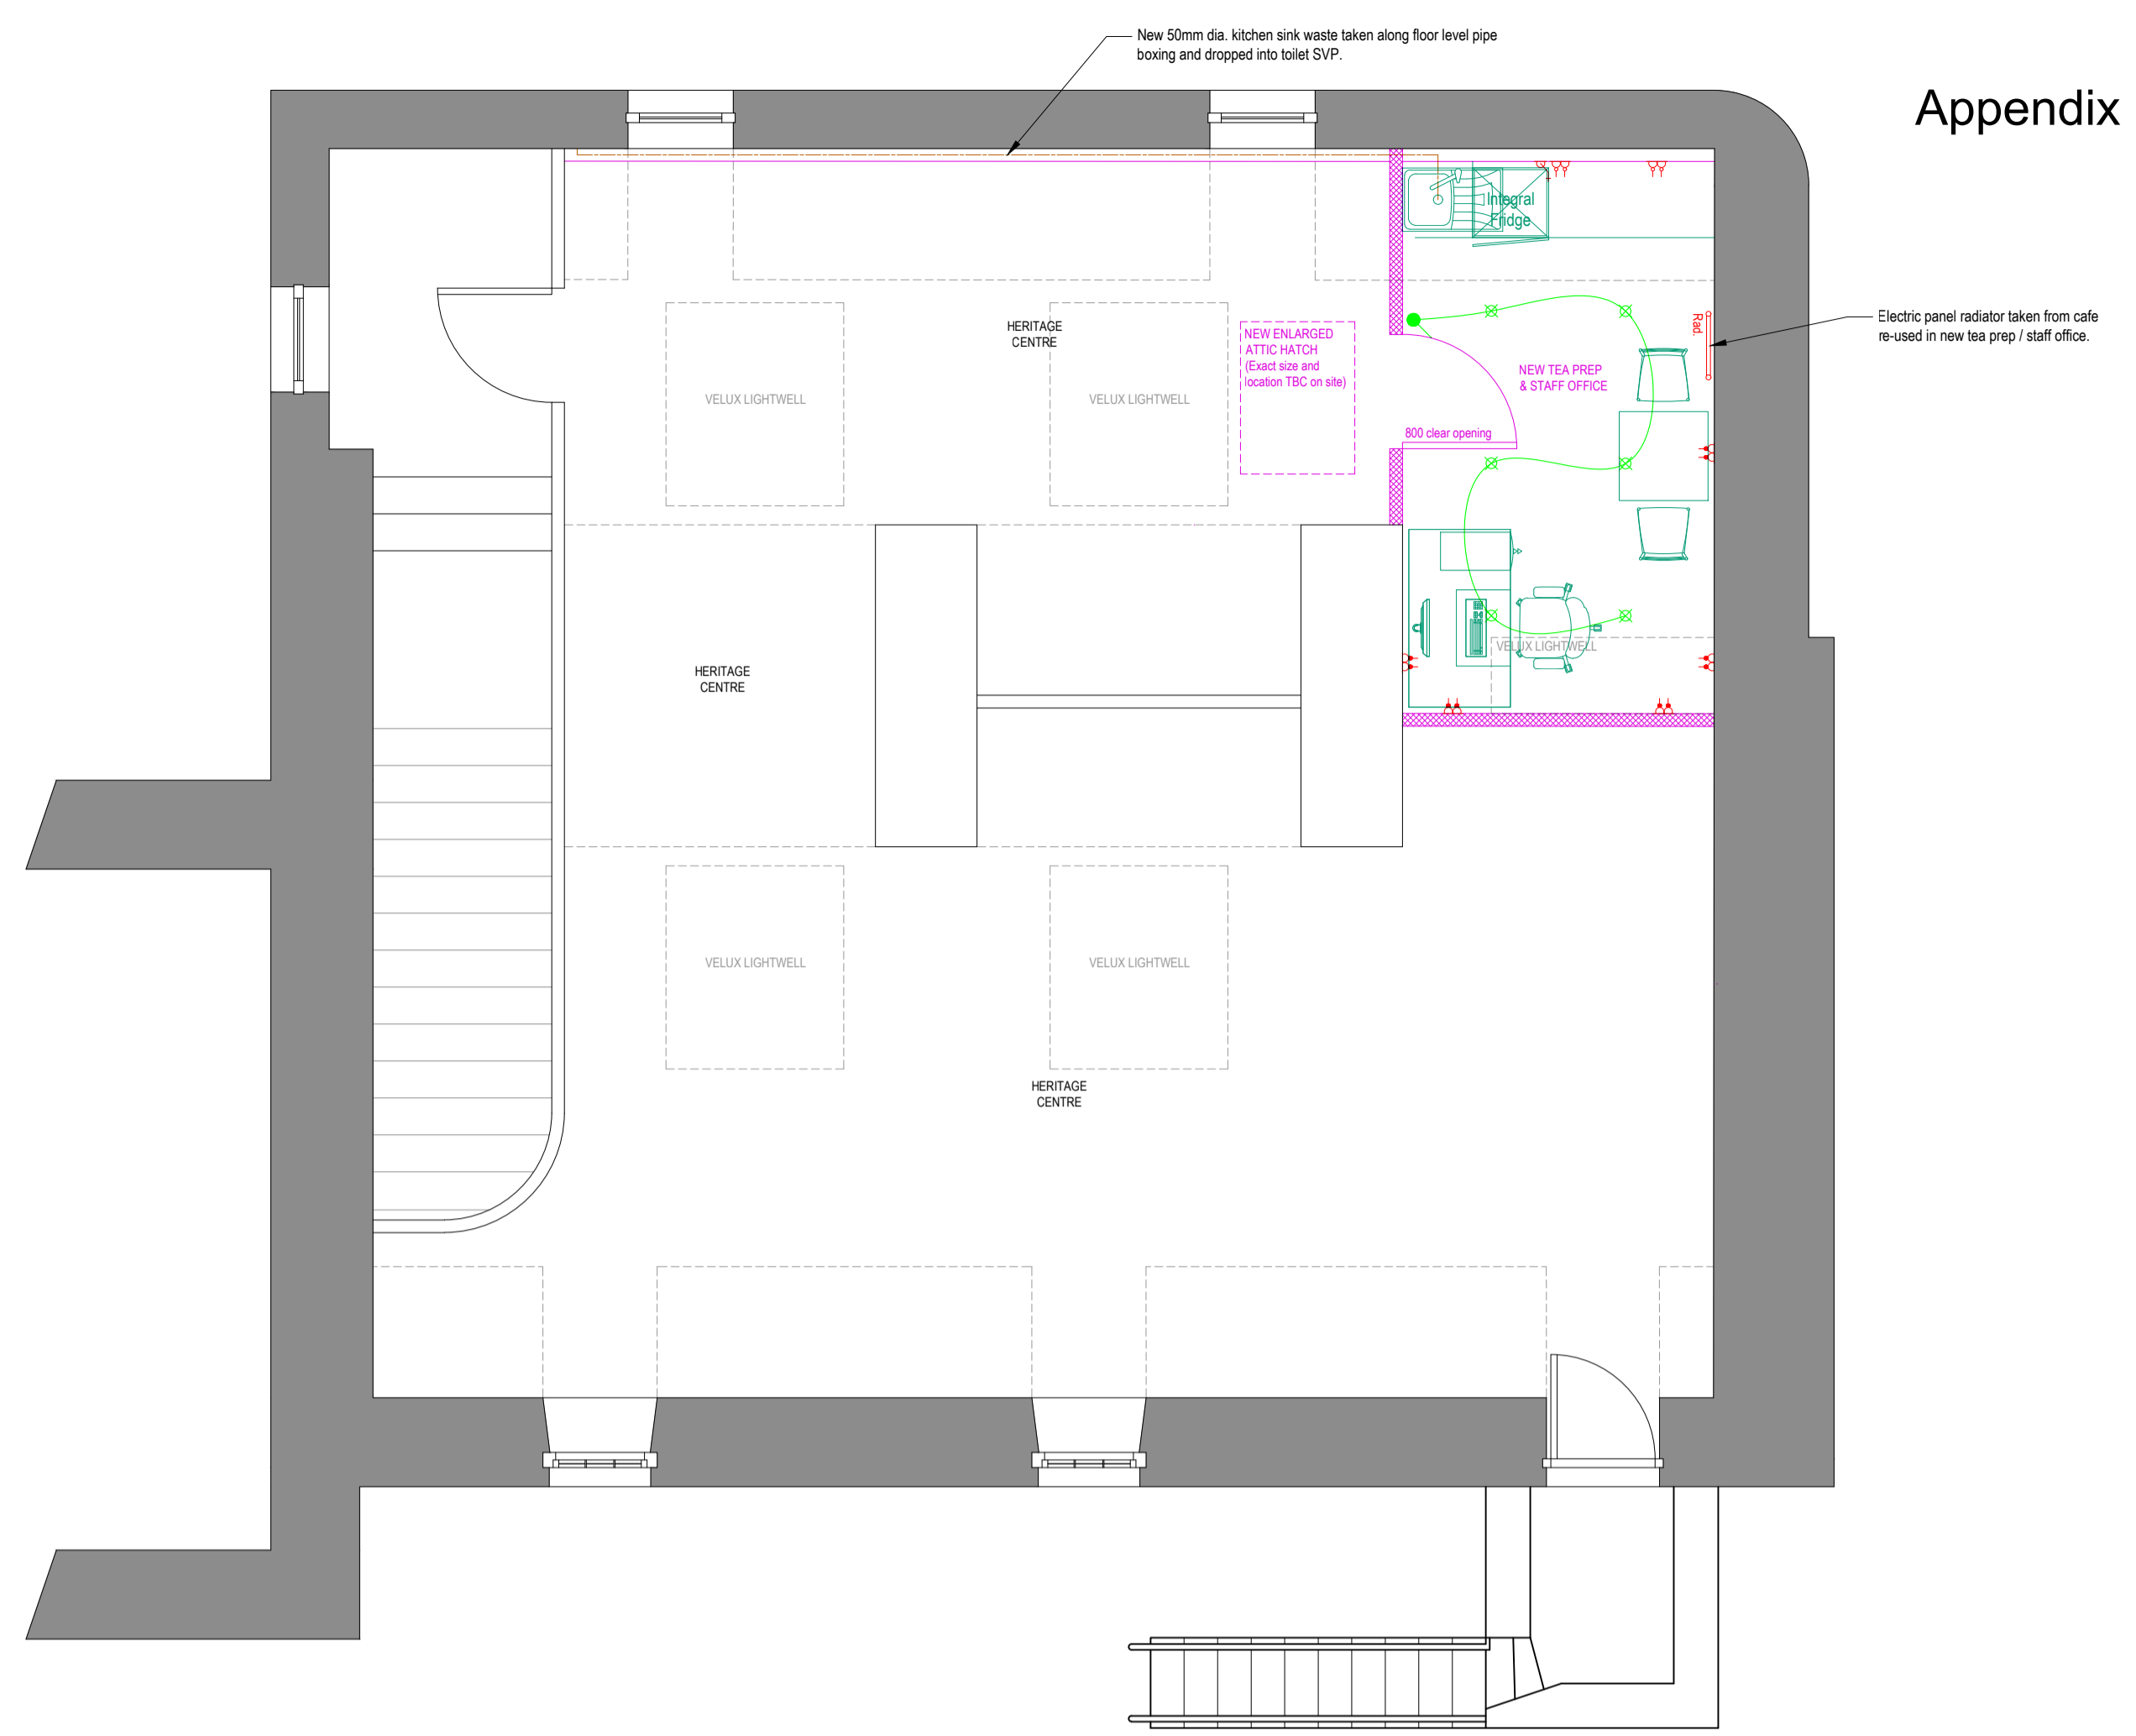 New 50mm dia. kitchen sink waste taken along floor level pipe
boxing and dropped into toilet SVP.
Appendix
Integral
Fridge
Electric panel radiator taken from cafe
re-used in new tea prep / staff office.
Rad.
HERITAGE
CENTRE
NEW ENLARGED
ATTIC HATCH
(Exact size and
location TBC on site)
NEW TEA PREP
& STAFF OFFICE
VELUX LIGHTWELL
VELUX LIGHTWELL
800 clear opening
VELUX LIGHTWELL
HERITAGE
CENTRE
VELUX LIGHTWELL
VELUX LIGHTWELL
HERITAGE
CENTRE